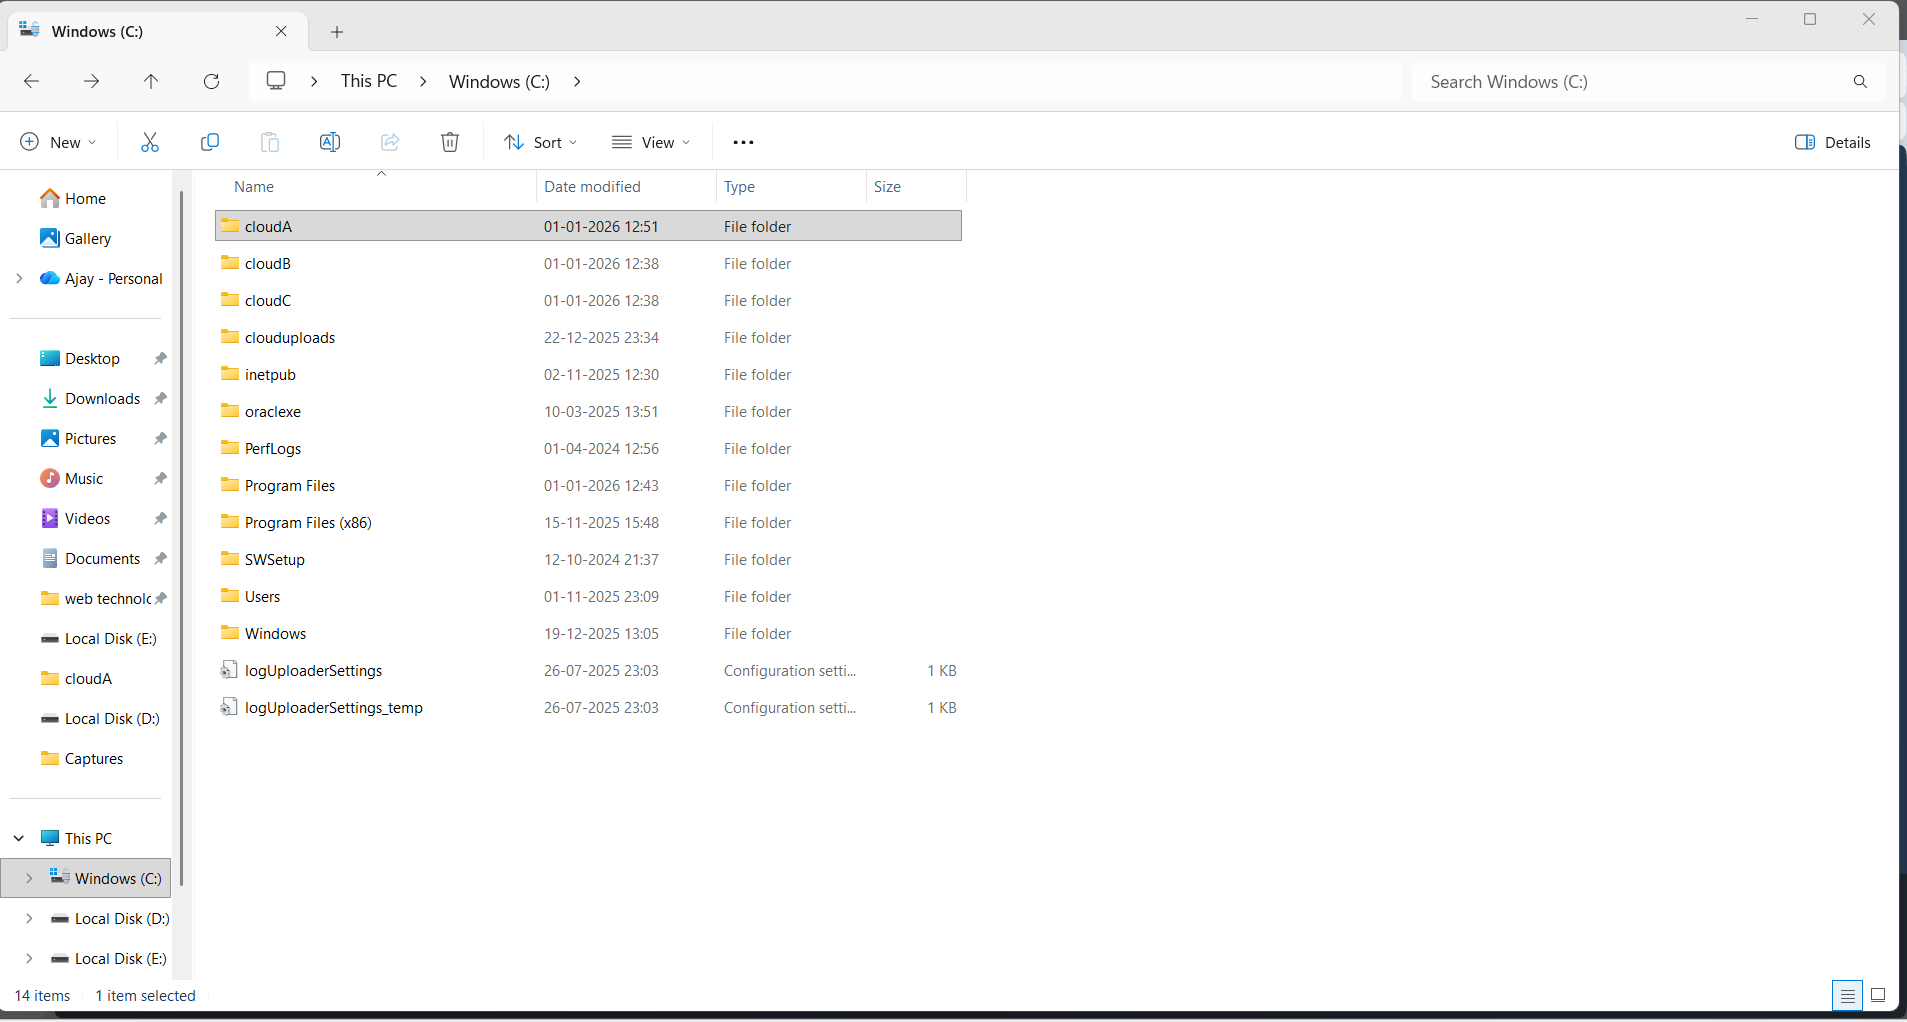 Windows (C:)
This PC > Windows (C:) >
Search Windows (C:)
New
Sort
View
Details
Home
Gallery
Ajay - Personal
Desktop
Downloads
Pictures
Music
Videos
Documents
web technolo
Local Disk (E:)
cloudA
Local Disk (D:)
Captures
This PC
Windows (C:)
Local Disk (D:)
Local Disk (E:)
Name Date modified Type Size
cloudA 01-01-2026 12:51 File folder
cloudB 01-01-2026 12:38 File folder
cloudC 01-01-2026 12:38 File folder
clouduploads 22-12-2025 23:34 File folder
inetpub 02-11-2025 12:30 File folder
oraclexe 10-03-2025 13:51 File folder
PerfLogs 01-04-2024 12:56 File folder
Program Files 01-01-2026 12:43 File folder
Program Files (x86) 15-11-2025 15:48 File folder
SWSetup 12-10-2024 21:37 File folder
Users 01-11-2025 23:09 File folder
Windows 19-12-2025 13:05 File folder
logUploaderSettings 26-07-2025 23:03 Configuration setti... 1 KB
logUploaderSettings_temp 26-07-2025 23:03 Configuration setti... 1 KB
14 items 1 item selected